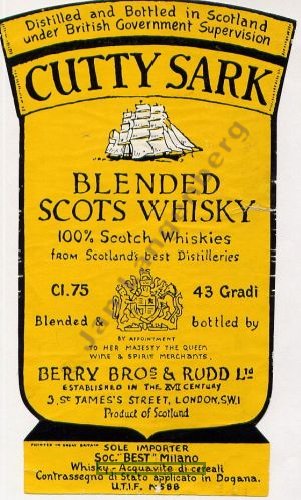 Distilled and Bottled in Scotland
under British Government Supervision
CUTTY SARK
BLENDED
SCOTS WHISKY
100% Scotch Whiskies
from Scotland's best Distilleries
Cl.75
43 Gradi
Blended &
bottled by
BY APPOINTMENT
TO HER MAJESTY THE QUEEN
WINE & SPIRIT MERCHANTS.
BERRY BROS & RUDD LTD
ESTABLISHED IN THE XVII CENTURY
3, ST JAMES'S STREET, LONDON, S.W.1
Product of Scotland
PRINTED IN GREAT BRITAIN
SOLE IMPORTER
Soc. "BEST" Milano
Whisky - Acquavite di cereali
Contrassegno di Stato applicato in Dogana.
U.T.I.F. N°588